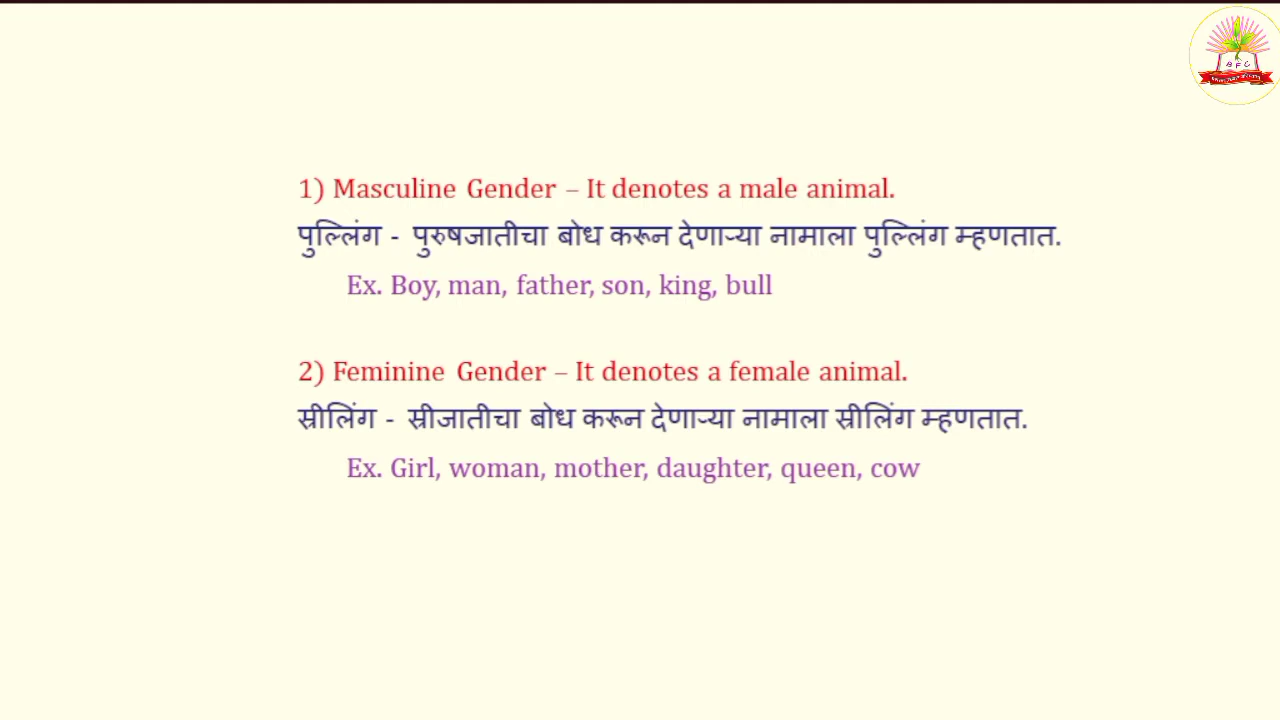 1) Masculine Gender – It denotes a male animal.
पुल्लिंग - पुरुषजातीचा बोध करून देणाऱ्या नामाला पुल्लिंग म्हणतात.
Ex. Boy, man, father, son, king, bull
2) Feminine Gender – It denotes a female animal.
स्रीलिंग - स्रीजातीचा बोध करून देणाऱ्या नामाला स्रीलिंग म्हणतात.
Ex. Girl, woman, mother, daughter, queen, cow